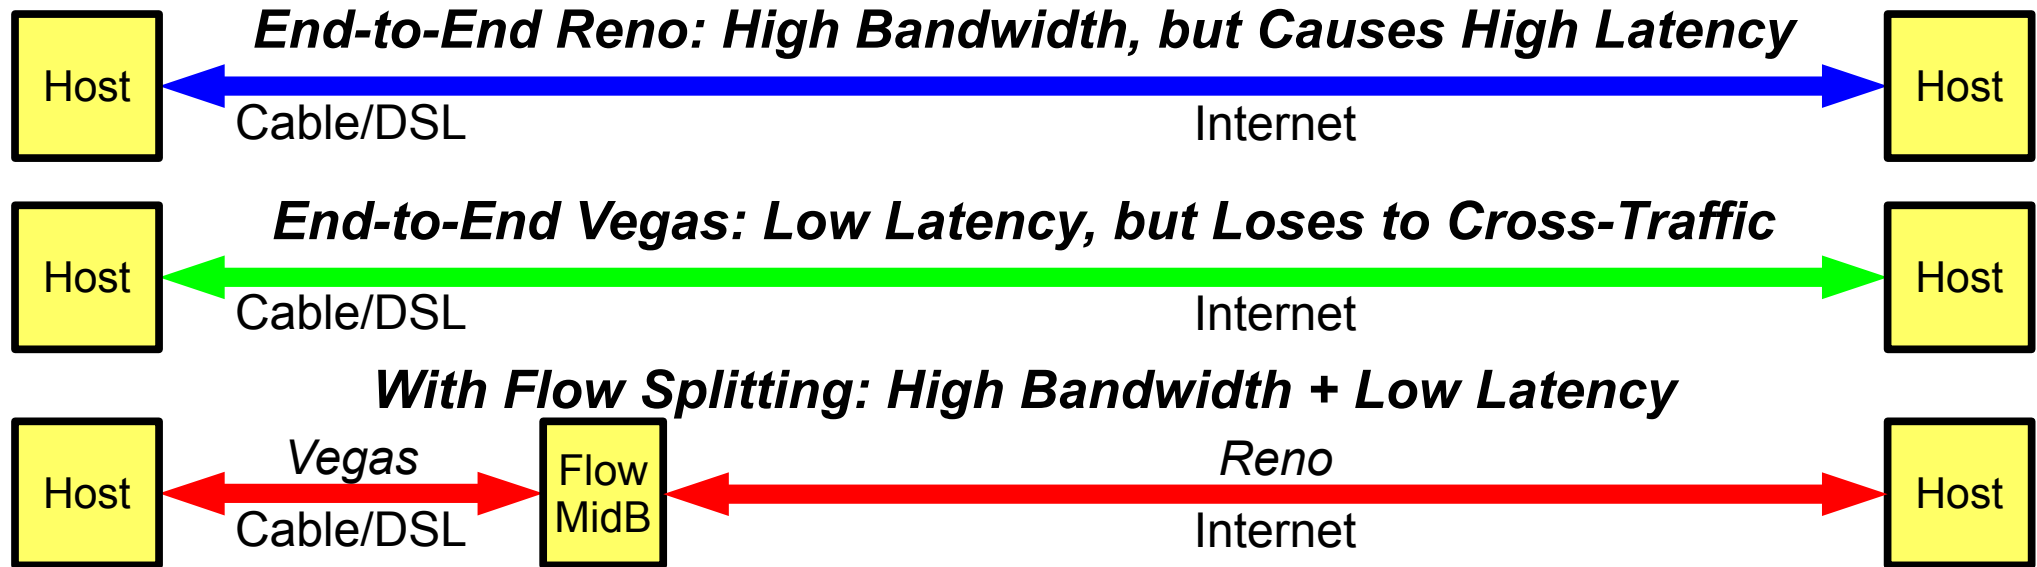 End-to-End Reno: High Bandwidth, but Causes High Latency
Host
Host
Cable/DSL
Internet
End-to-End Vegas: Low Latency, but Loses to Cross-Traffic
Host
Host
Cable/DSL
Internet
With Flow Splitting: High Bandwidth + Low Latency
Host
Vegas
Cable/DSL
Flow
MidB
Reno
Internet
Host